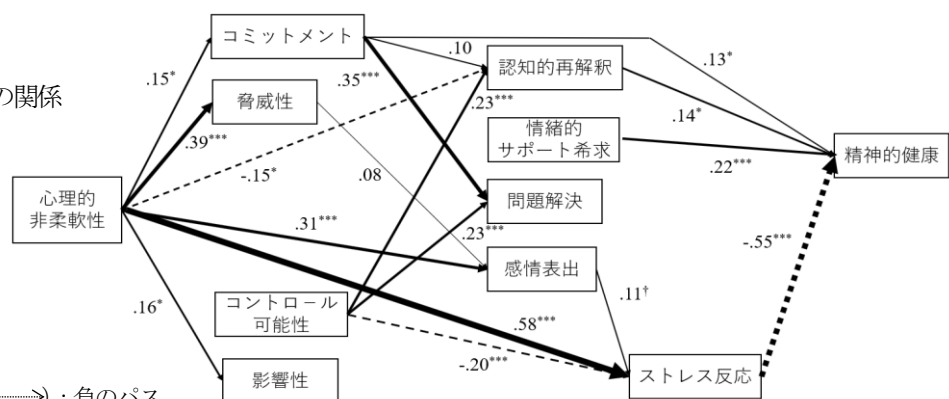 の関係
コミットメント
.10
.13*
認知的再解釈
.15*
.35***
.23***
脅威性
.14*
情緒的
サポート希求
.39***
精神的健康
-.15*
.08
.22***
心理的
非柔軟性
問題解決
.31***
.23***
-.55***
感情表出
.11†
コントロール
可能性
.16*
.58***
-.20***
影響性
ストレス反応
：負のパス